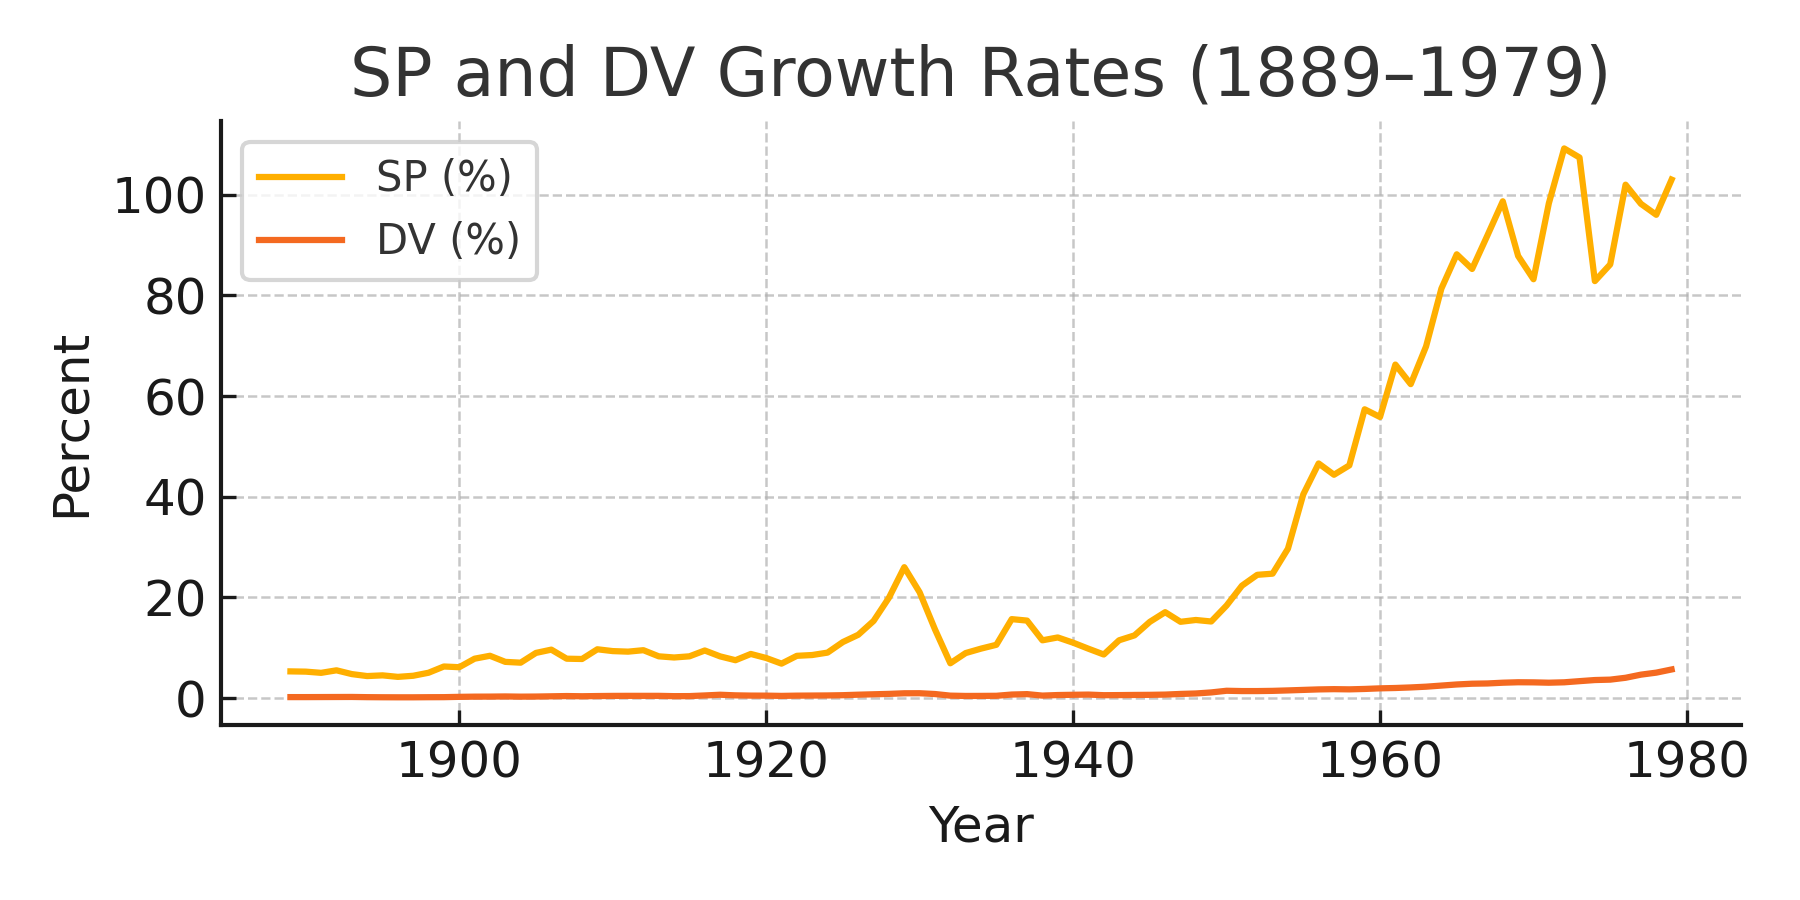 SP and DV Growth Rates (1889–1979)
SP (%)
DV (%)
100
80
60
40
20
0
Percent
1900 1920 1940 1960 1980
Year